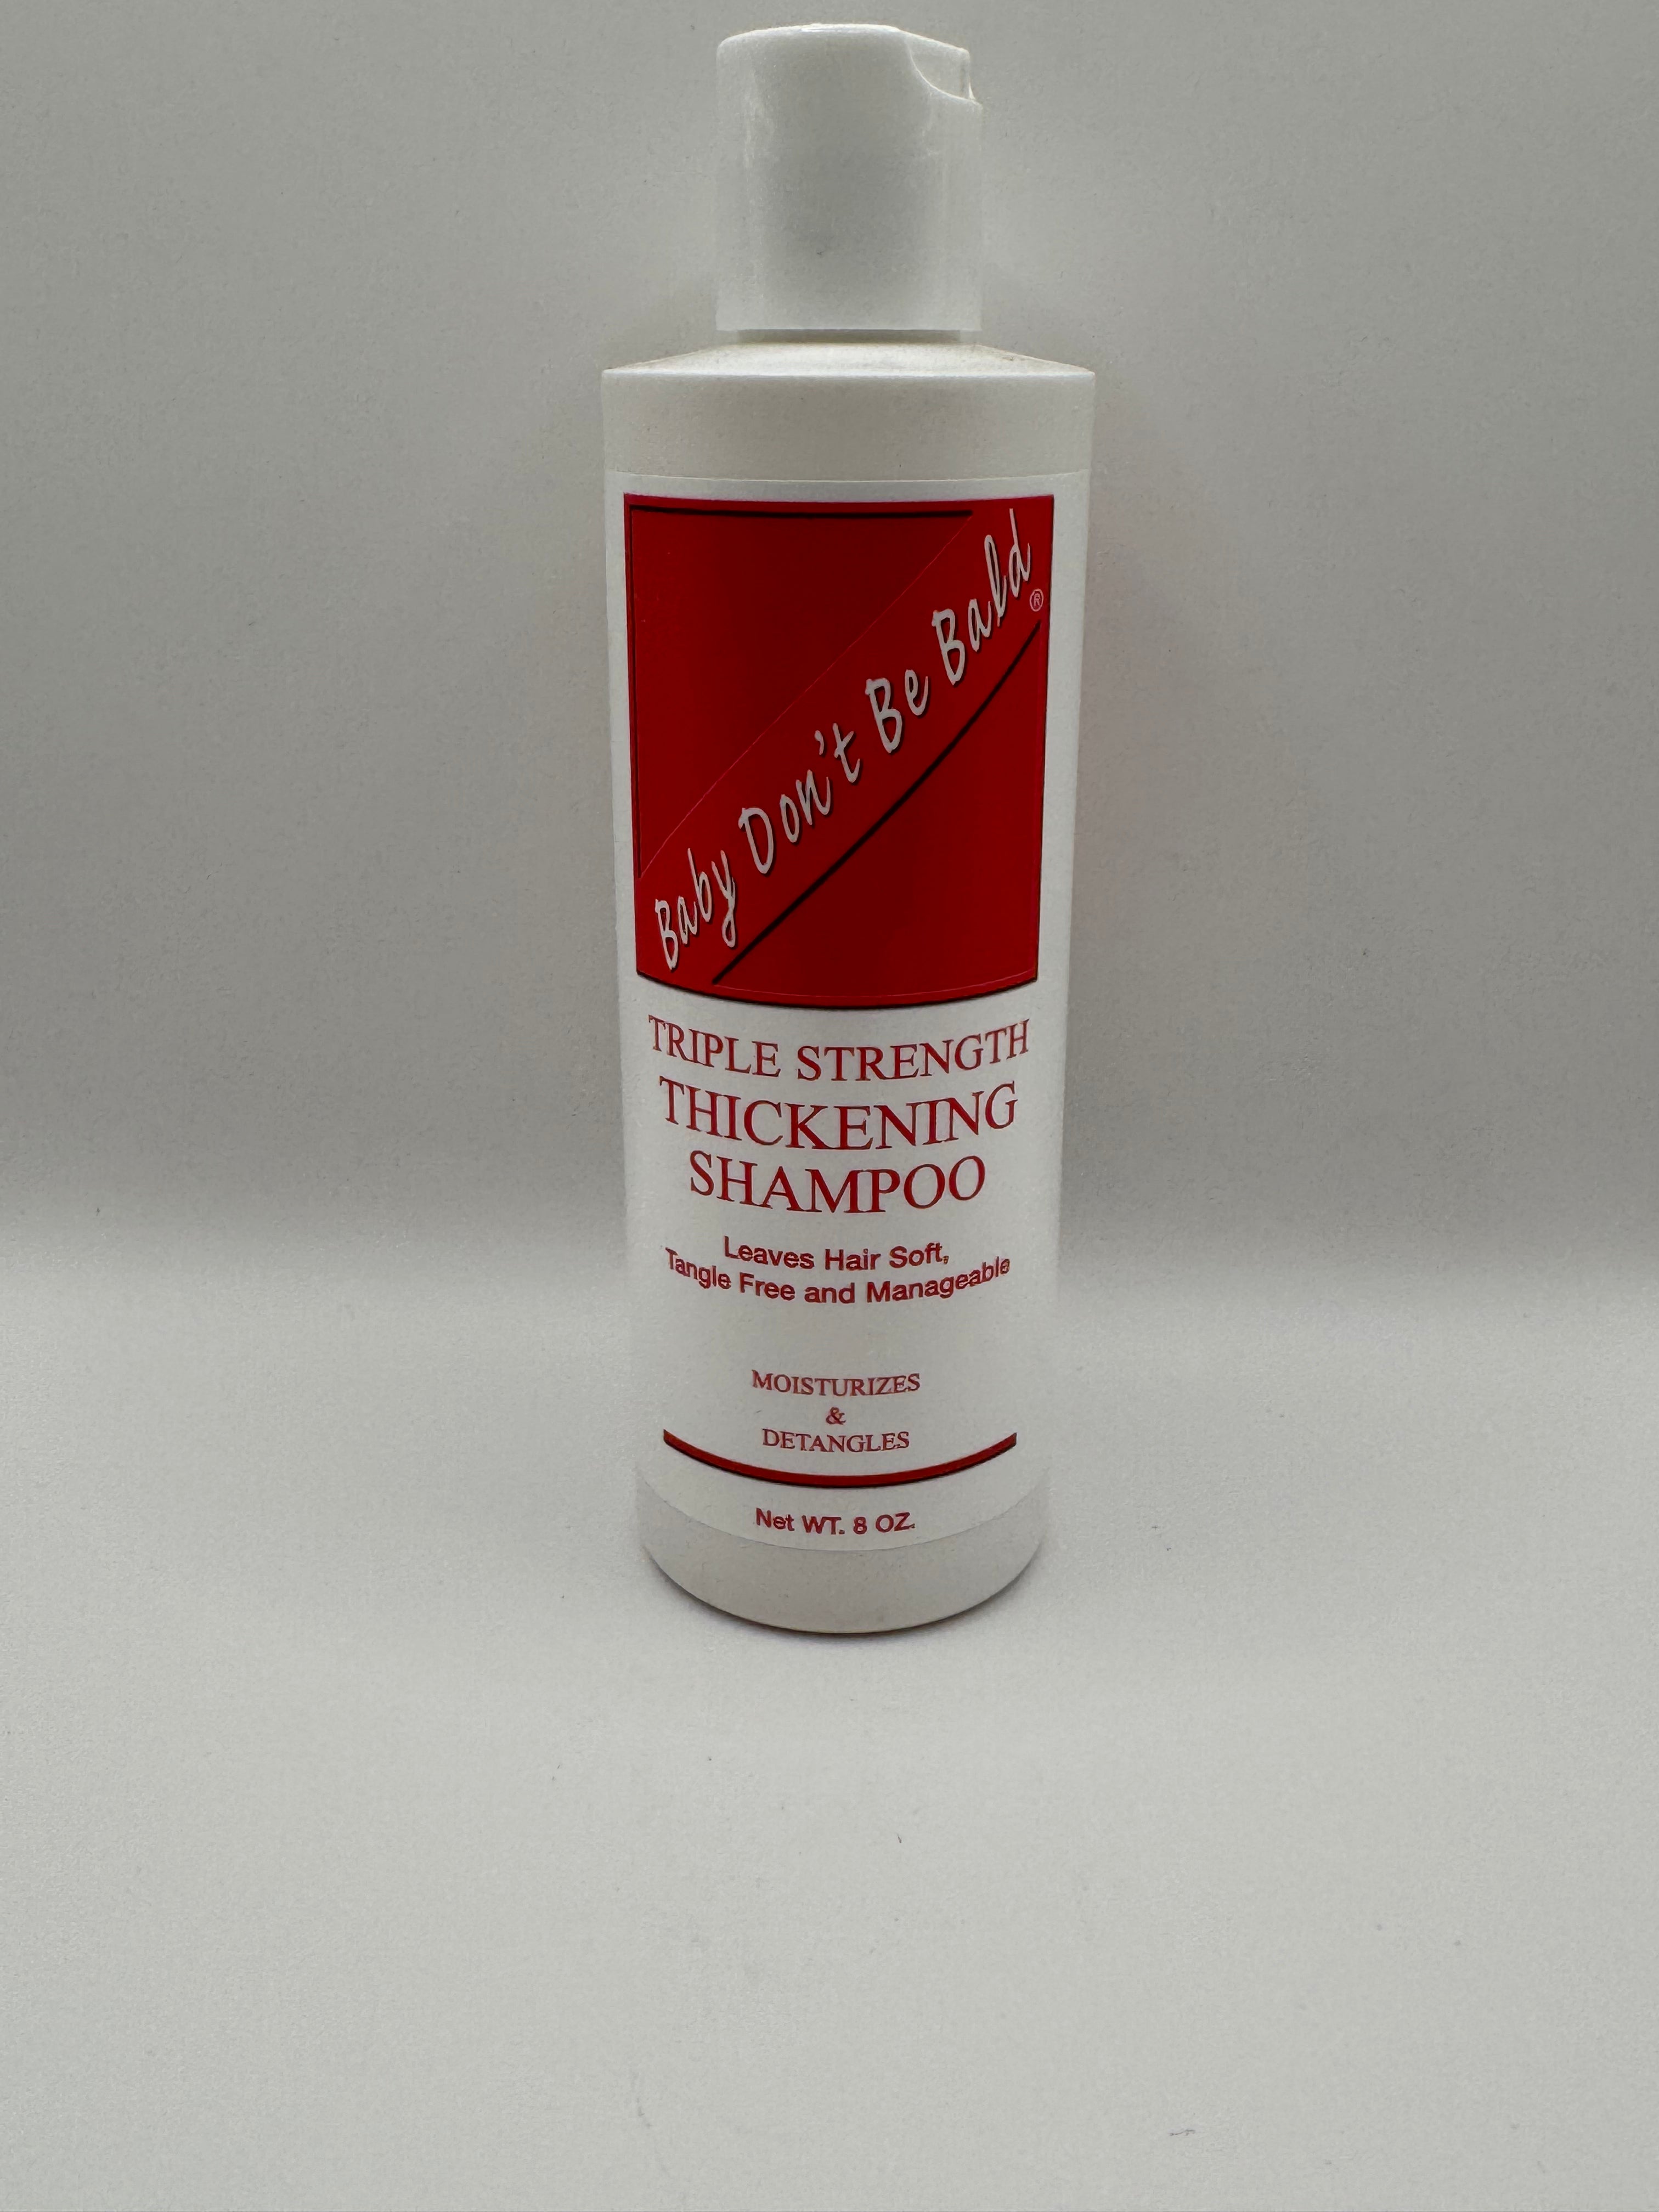 Baby Don't Be Bald®
TRIPLE STRENGTH
THICKENING
SHAMPOO
Leaves Hair Soft,
Tangle Free and Manageable
MOISTURIZES
&
DETANGLES
Net WT. 8 OZ.